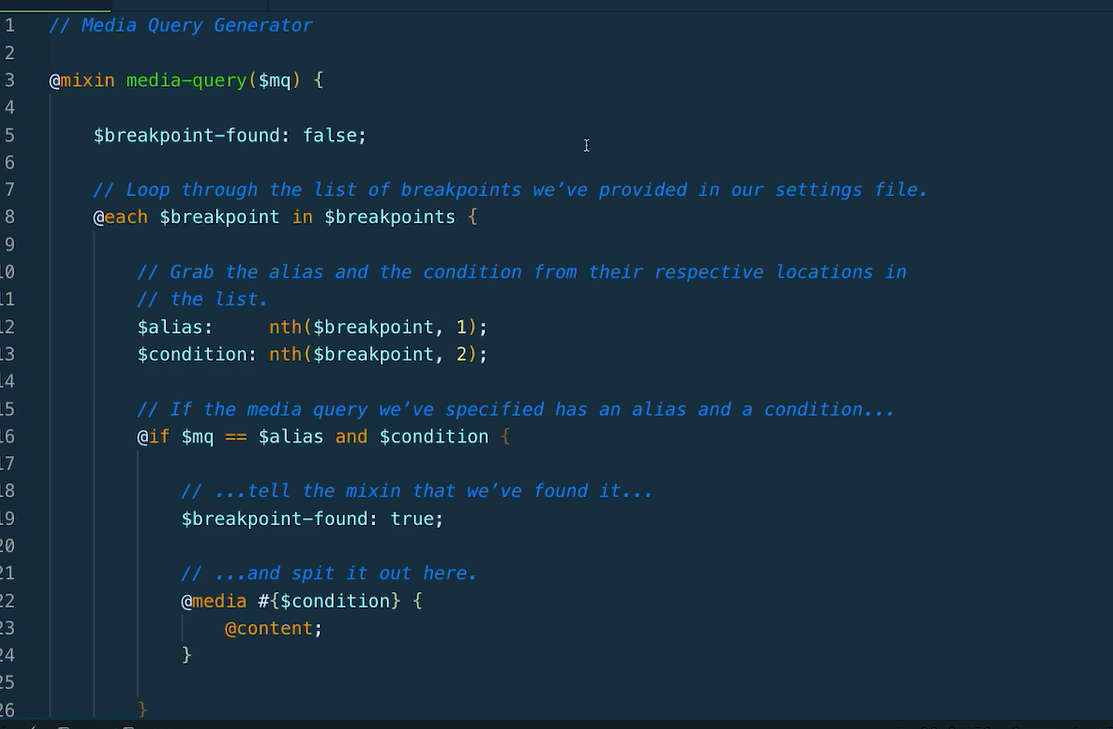 1 // Media Query Generator
2
3 @mixin media-query($mq) {
4
5 $breakpoint-found: false;
6
7 // Loop through the list of breakpoints we’ve provided in our settings file.
8 @each $breakpoint in $breakpoints {
9
10 // Grab the alias and the condition from their respective locations in
11 // the list.
12 $alias: nth($breakpoint, 1);
13 $condition: nth($breakpoint, 2);
14
15 // If the media query we’ve specified has an alias and a condition...
16 @if $mq == $alias and $condition {
17
18 // ...tell the mixin that we’ve found it...
19 $breakpoint-found: true;
20
21 // ...and spit it out here.
22 @media #{$condition} {
23 @content;
24 }
25
26 }